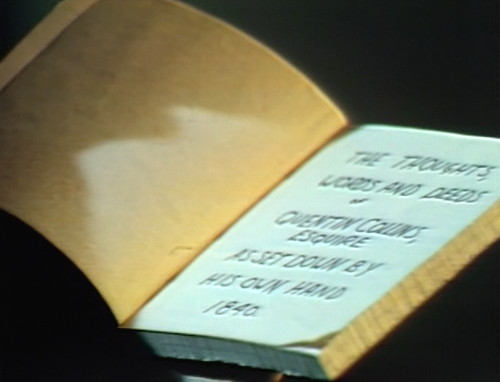 THE THOUGHTS,
WORDS AND DEEDS
OF
QUENTIN COLLINS,
ESQUIRE
AS SET DOWN BY
HIS OWN HAND
1840.